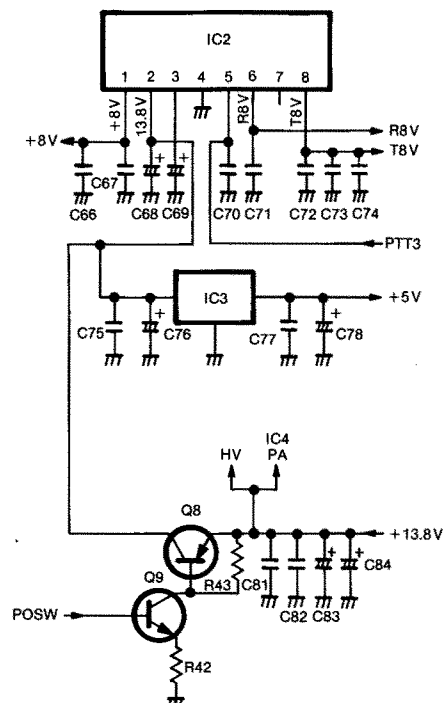 IC2
1 2 3 4 5 6 7 8
+8V
13.8V
R8V
T8V
+8V
R8V
T8V
C66
C67
C68
C69
C70
C71
C72
C73
C74
PTT3
IC3
+5V
C75
+
C76
C77
+
C78
HV
IC4
PA
Q8
+13.8V
Q9
R43
C81
C82
C83
C84
POSW
R42